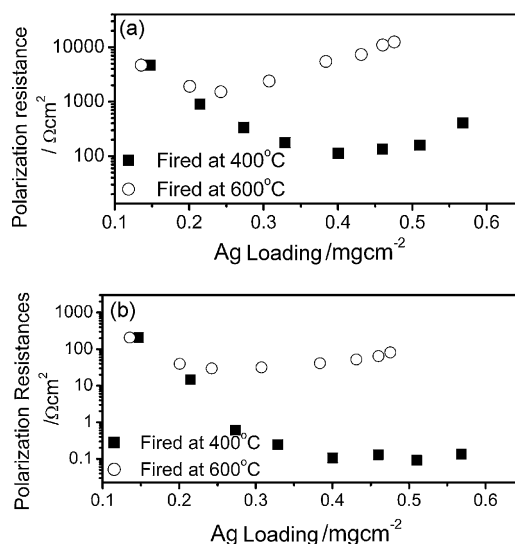 (a)
Polarization resistance
/ Ωcm²
10000
1000
100
■ Fired at 400°C
○ Fired at 600°C
0.1 0.2 0.3 0.4 0.5 0.6
Ag Loading /mgcm⁻²
(b)
Polarization Resistances
/Ωcm²
1000
100
10
1
0.1
■ Fired at 400°C
○ Fired at 600°C
0.1 0.2 0.3 0.4 0.5 0.6
Ag Loading /mgcm⁻²